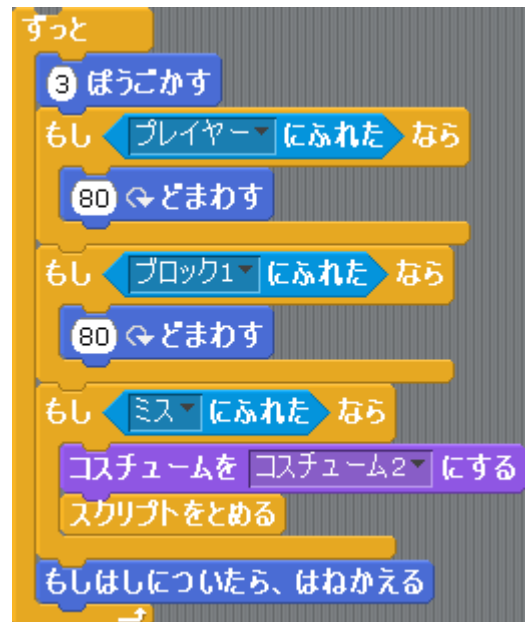 ずっと
3 ぽうごかす
もし プレイヤー にふれた なら
80 どまわす
もし ブロック1 にふれた なら
80 どまわす
もし ミス にふれた なら
コスチュームを コスチューム2 にする
スクリプトをとめる
もしはしについたら、はねかえる